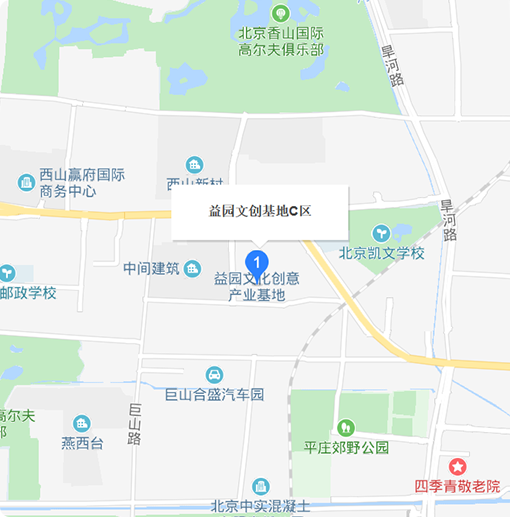 北京香山国际
高尔夫俱乐部
旱河路
西山赢府国际
商务中心
西山新村
益园文创基地C区
旱河路
北京凯文学校
中间建筑
1
益园文化创意
产业基地
邮政学校
巨山合盛汽车园
巨山路
高尔夫
部
燕西台
平庄郊野公园
四季青敬老院
北京中实混凝土